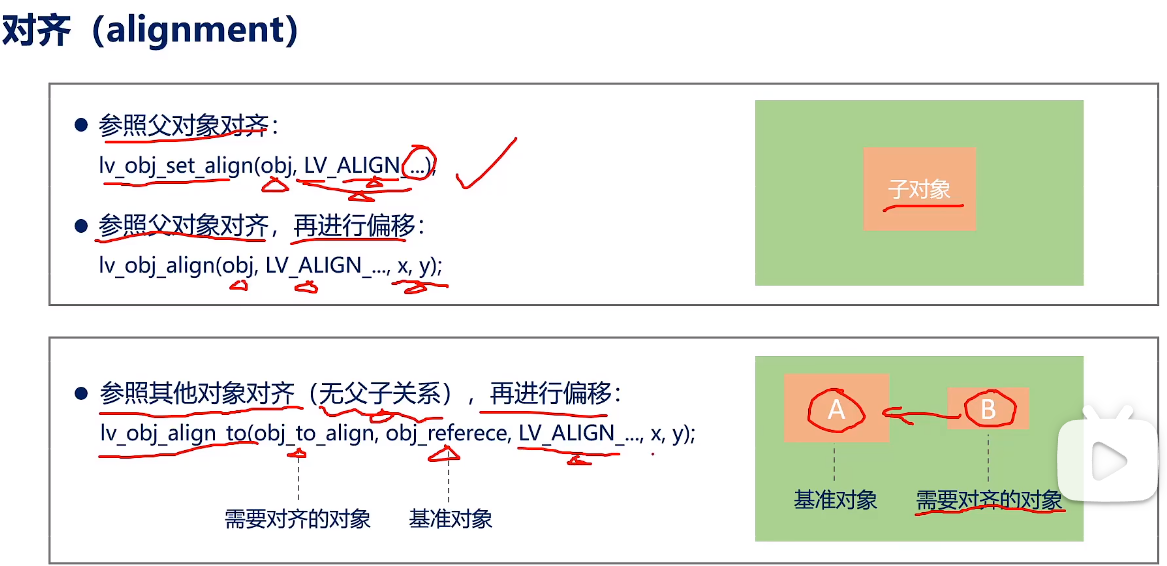 对齐（alignment）
● 参照父对象对齐：
lv_obj_set_align(obj, LV_ALIGN_...);
● 参照父对象对齐，再进行偏移：
lv_obj_align(obj, LV_ALIGN_..., x, y);
子对象
● 参照其他对象对齐（无父子关系），再进行偏移：
lv_obj_align_to(obj_to_align, obj_referece, LV_ALIGN_..., x, y);
需要对齐的对象 基准对象
A B
基准对象 需要对齐的对象